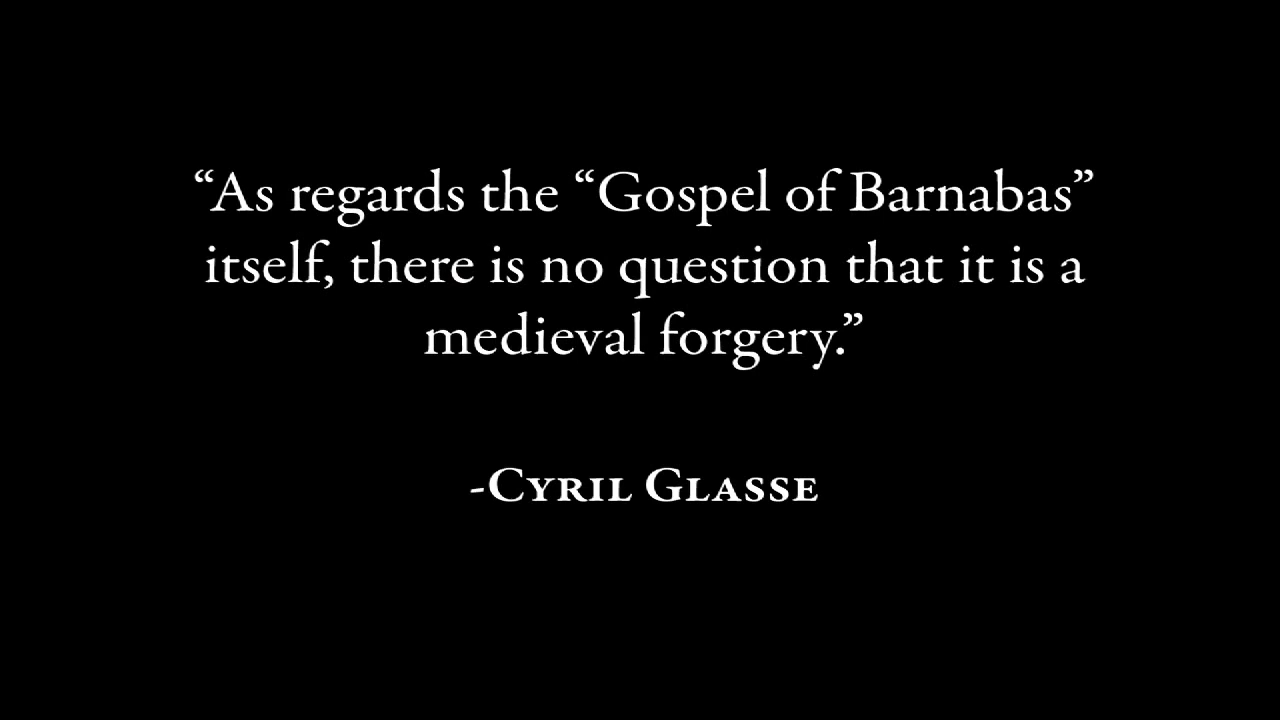 “As regards the “Gospel of Barnabas”
itself, there is no question that it is a
medieval forgery.”
-Cyril Glasse